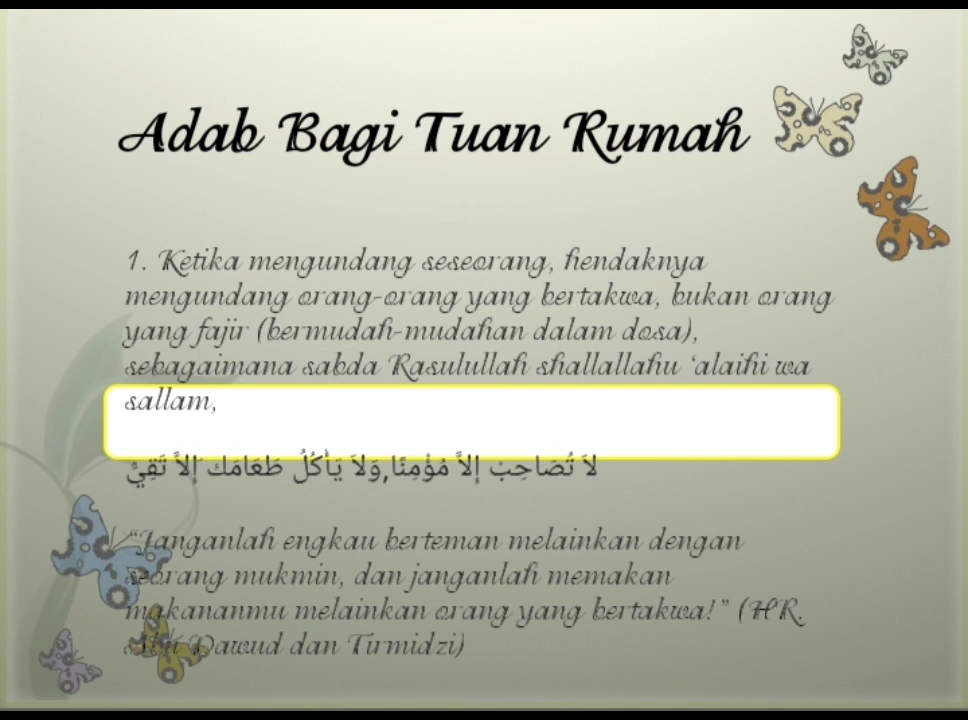 Adab Bagi Tuan Rumah
1. Ketika mengundang seseorang, hendaknya
mengundang orang-orang yang bertakwa, bukan orang
yang fajir (bermudah-mudahan dalam dosa),
sebagaimana sabda Rasulullah shallallahu ‘alaihi wa
sallam,
لاَ تُصَاحِبْ إِلاَّ مُؤْمِنًا,وَلاَ يَأْكُلُ طَعَامَك َإِلاَّ تَقِيٌّ
“Janganlah engkau berteman melainkan dengan
seorang mukmin, dan janganlah memakan
makananmu melainkan orang yang bertakwa!” (HR.
Abu Dawud dan Tirmidzi)